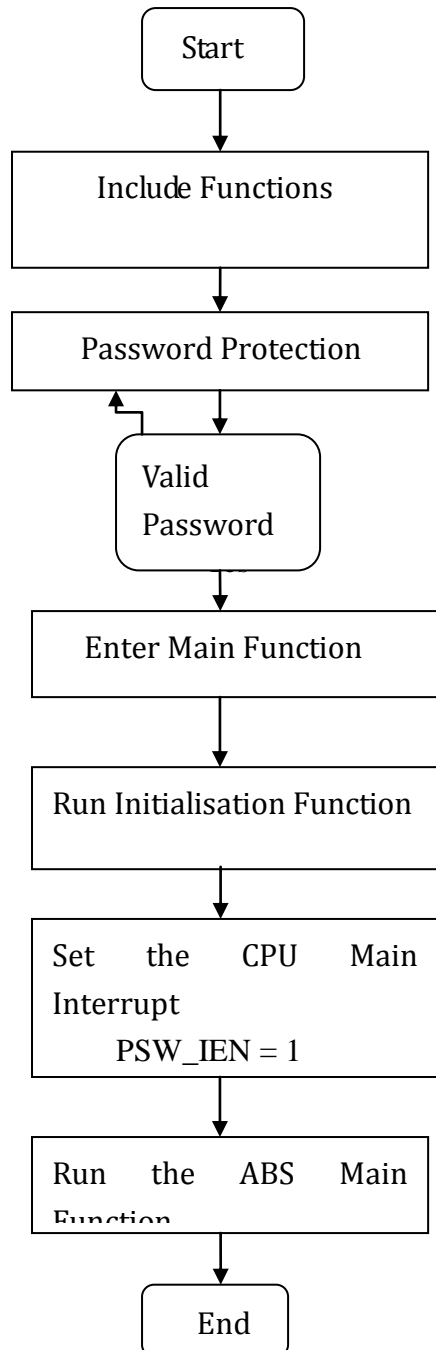 Start
Include Functions
Password Protection
Valid
Password
Enter Main Function
Run Initialisation Function
Set the CPU Main
Interrupt
PSW_IEN = 1
Run the ABS Main
Function
End